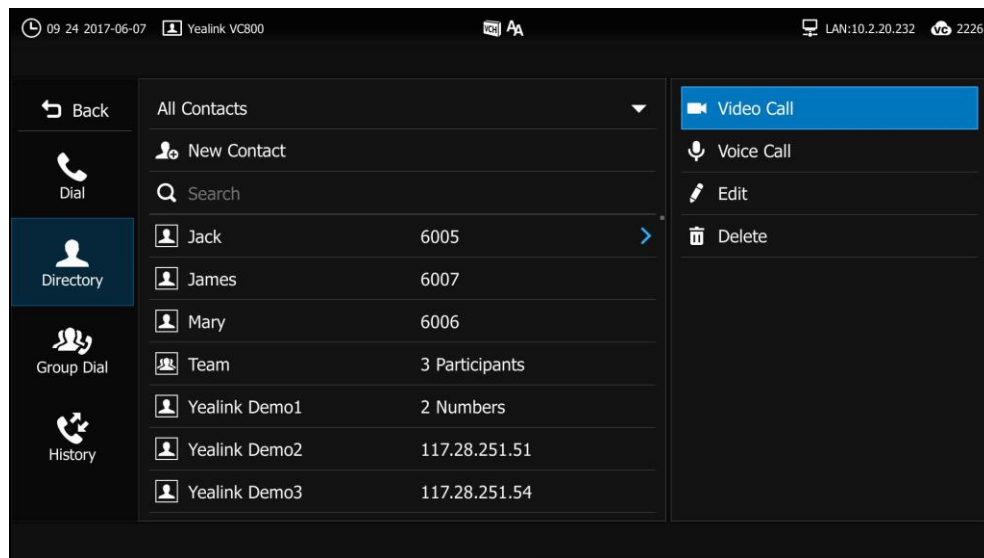 09 24 2017-06-07 Yealink VC800 VCH AA LAN:10.2.20.232 VC 2226
Back
Dial
Directory
Group Dial
History
All Contacts
New Contact
Search
Jack 6005
James 6007
Mary 6006
Team 3 Participants
Yealink Demo1 2 Numbers
Yealink Demo2 117.28.251.51
Yealink Demo3 117.28.251.54
Video Call
Voice Call
Edit
Delete